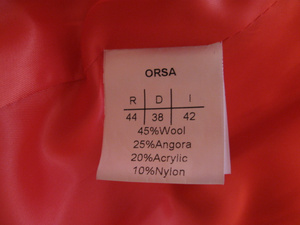 ORSA
R D I
44 38 42
45%Wool
25%Angora
20%Acrylic
10%Nylon